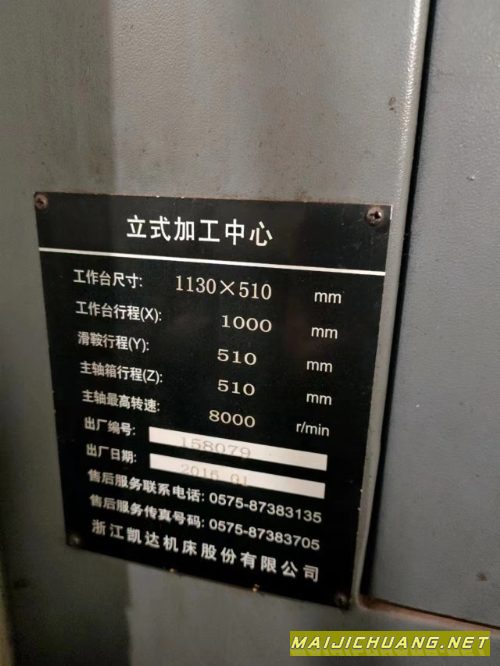 立式加工中心
工作台尺寸: 1130×510 mm
工作台行程(X): 1000 mm
滑鞍行程(Y): 510 mm
主轴箱行程(Z): 510 mm
主轴最高转速: 8000 r/min
出厂编号: 158079
出厂日期: 2016 01
售后服务联系电话: 0575-87383135
售后服务传真号码: 0575-87383705
浙江凯达机床股份有限公司
MAIJICHUANG.NET